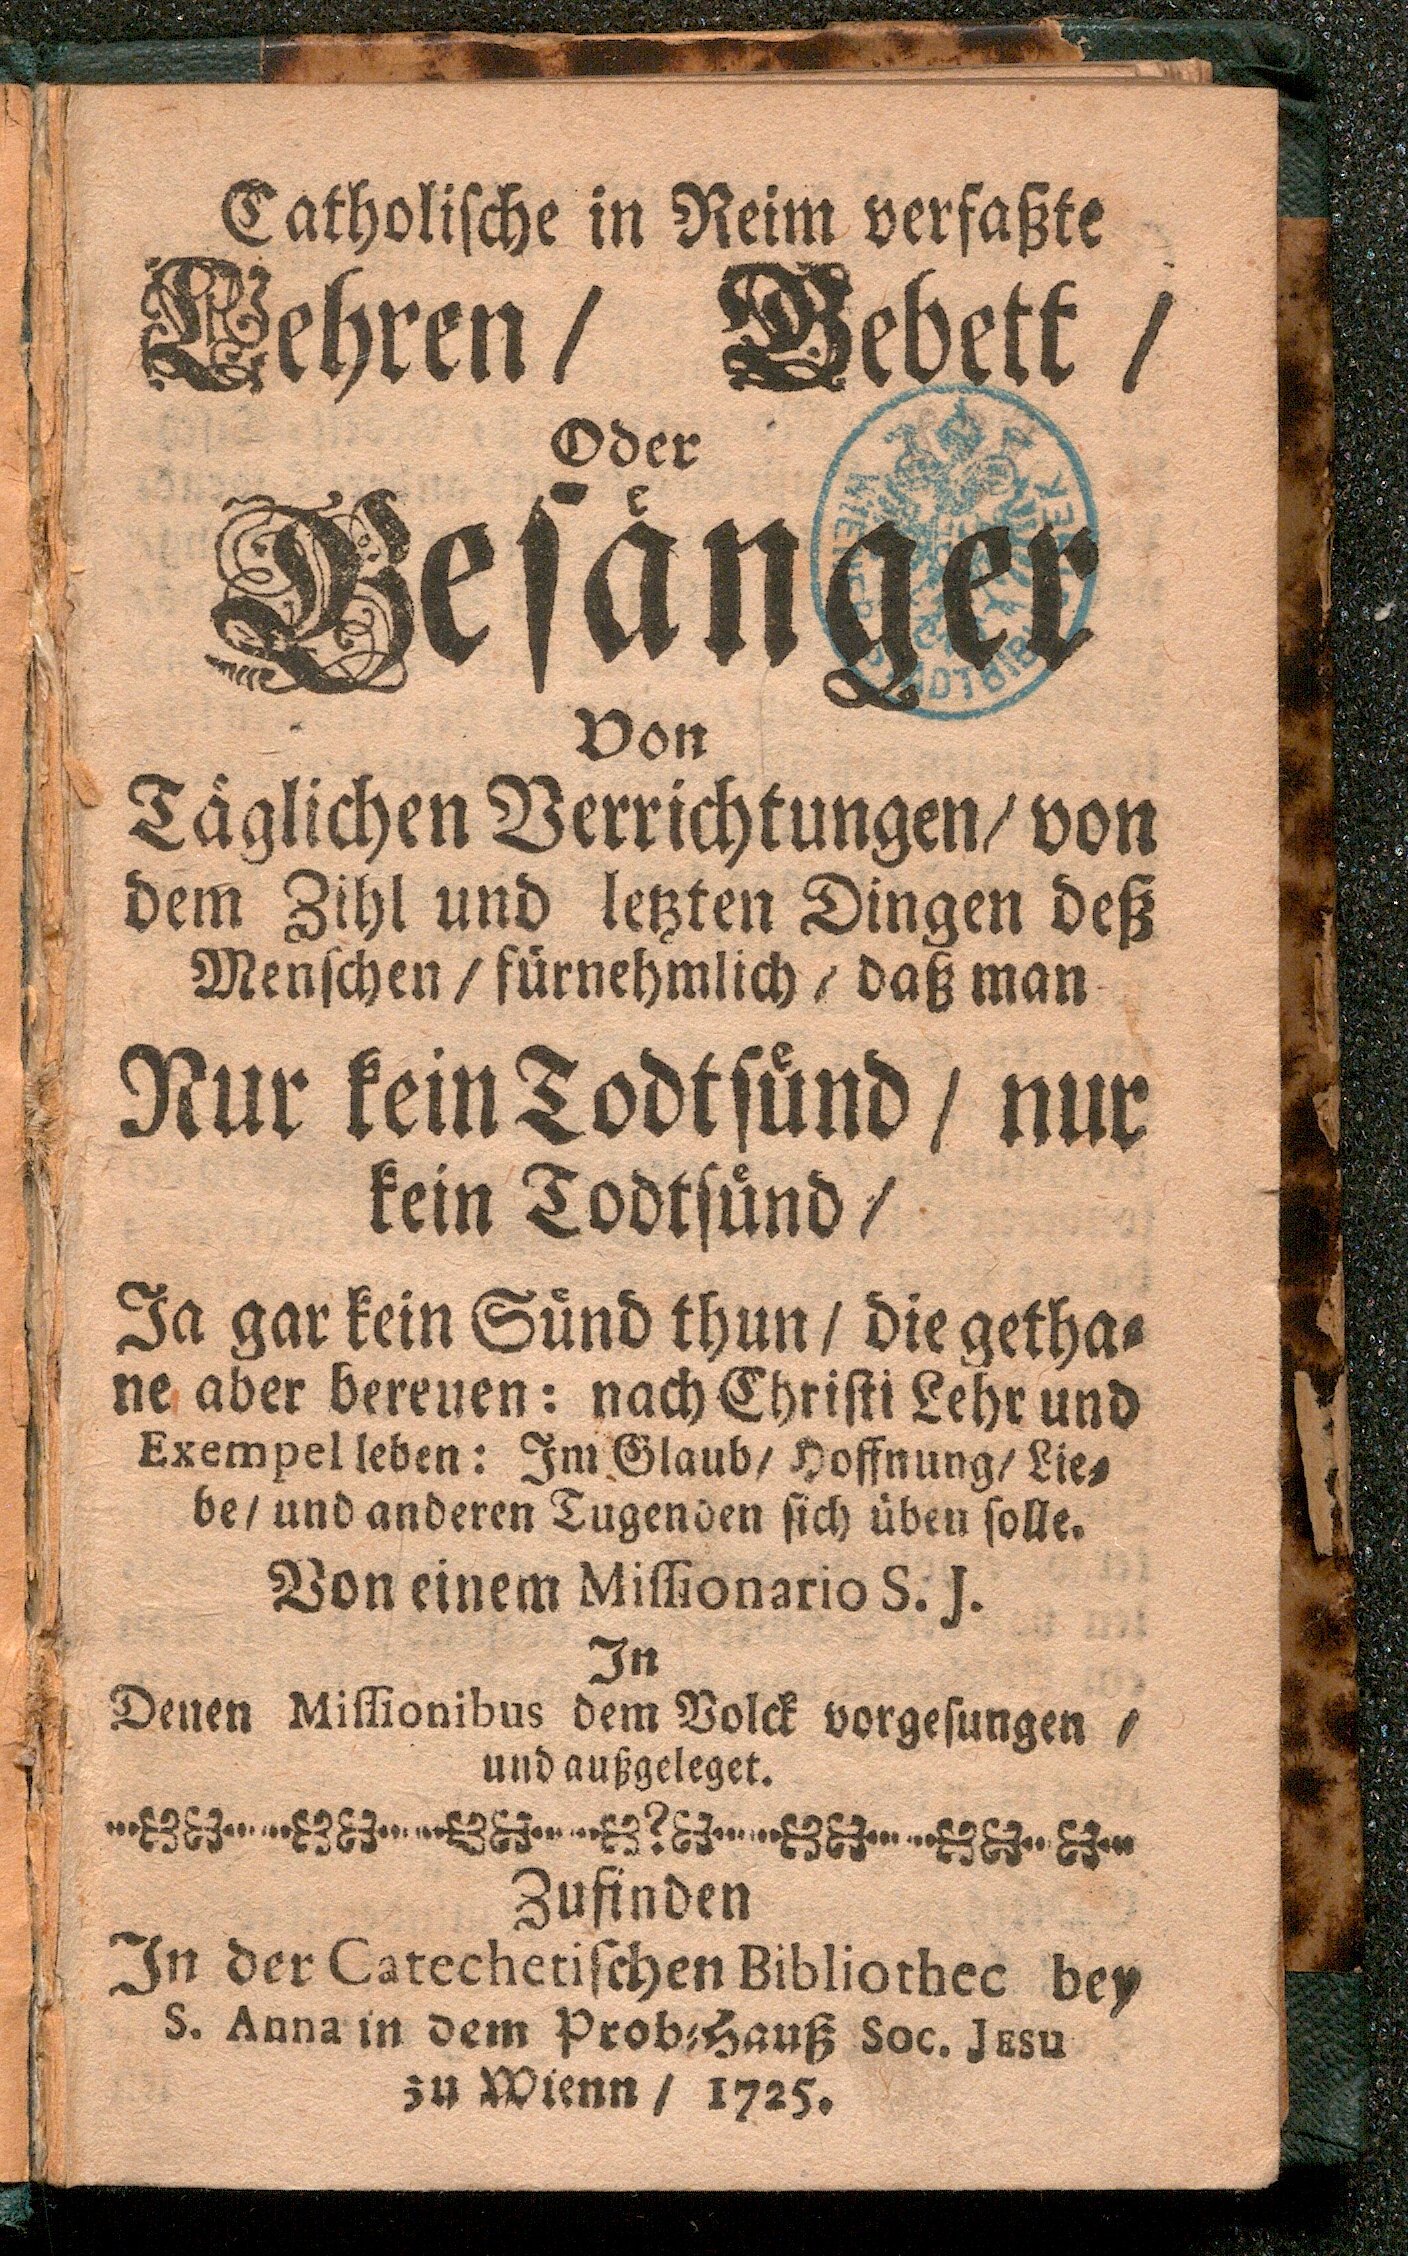 Catholische in Reim verfaßte
Lehren / Gebett /
Oder
Gesänger
Von
Täglichen Verrichtungen / von
dem Zihl und letzten Dingen deß
Menschen / fürnehmlich / daß man
Nur kein Todtsünd / nur
kein Todtsünd /
Ja gar kein Sünd thun / die getha-
ne aber bereuen: nach Christi Lehr und
Exempel leben: Im Glaub / Hoffnung / Lie-
be / und anderen Tugenden sich üben solle.
Von einem Missionario S. J.
In
Denen Missionibus dem Volck vorgesungen /
und außgeleget.
Zufinden
In der Catechetischen Bibliothec bey
S. Anna in dem Prob-Hauß Soc. JESU
zu Wienn / 1725.